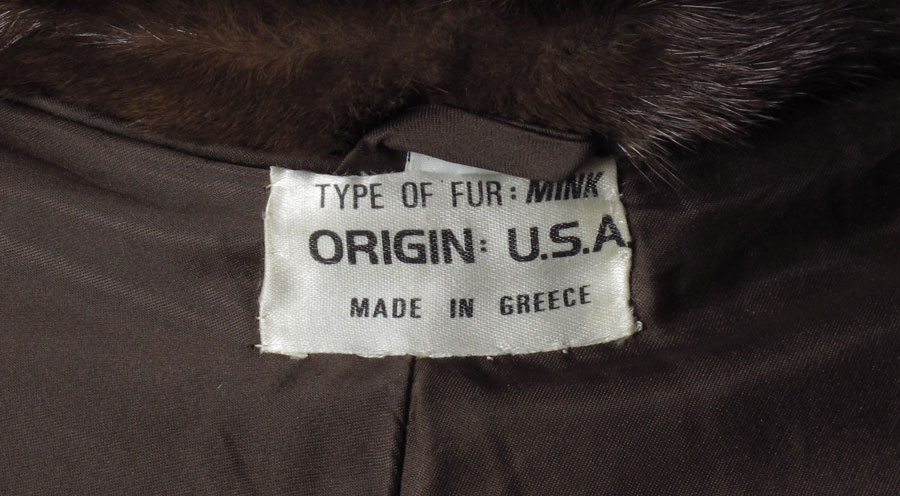 TYPE OF FUR: MINK
ORIGIN: U.S.A.
MADE IN GREECE